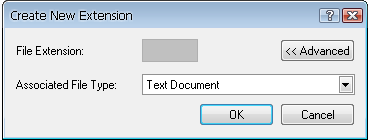 Create New Extension
File Extension:
<< Advanced
Associated File Type:
Text Document
OK
Cancel